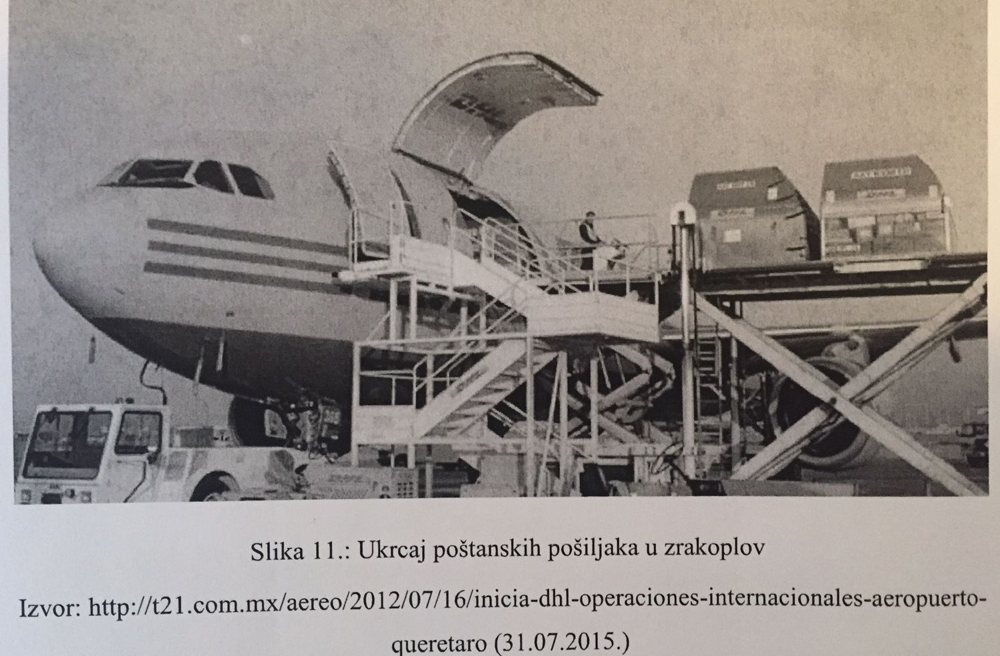 DHL
Slika 11.: Ukrcaj poštanskih pošiljaka u zrakoplov
Izvor: http://t21.com.mx/aereo/2012/07/16/inicia-dhl-operaciones-internacionales-aeropuerto-
queretaro (31.07.2015.)